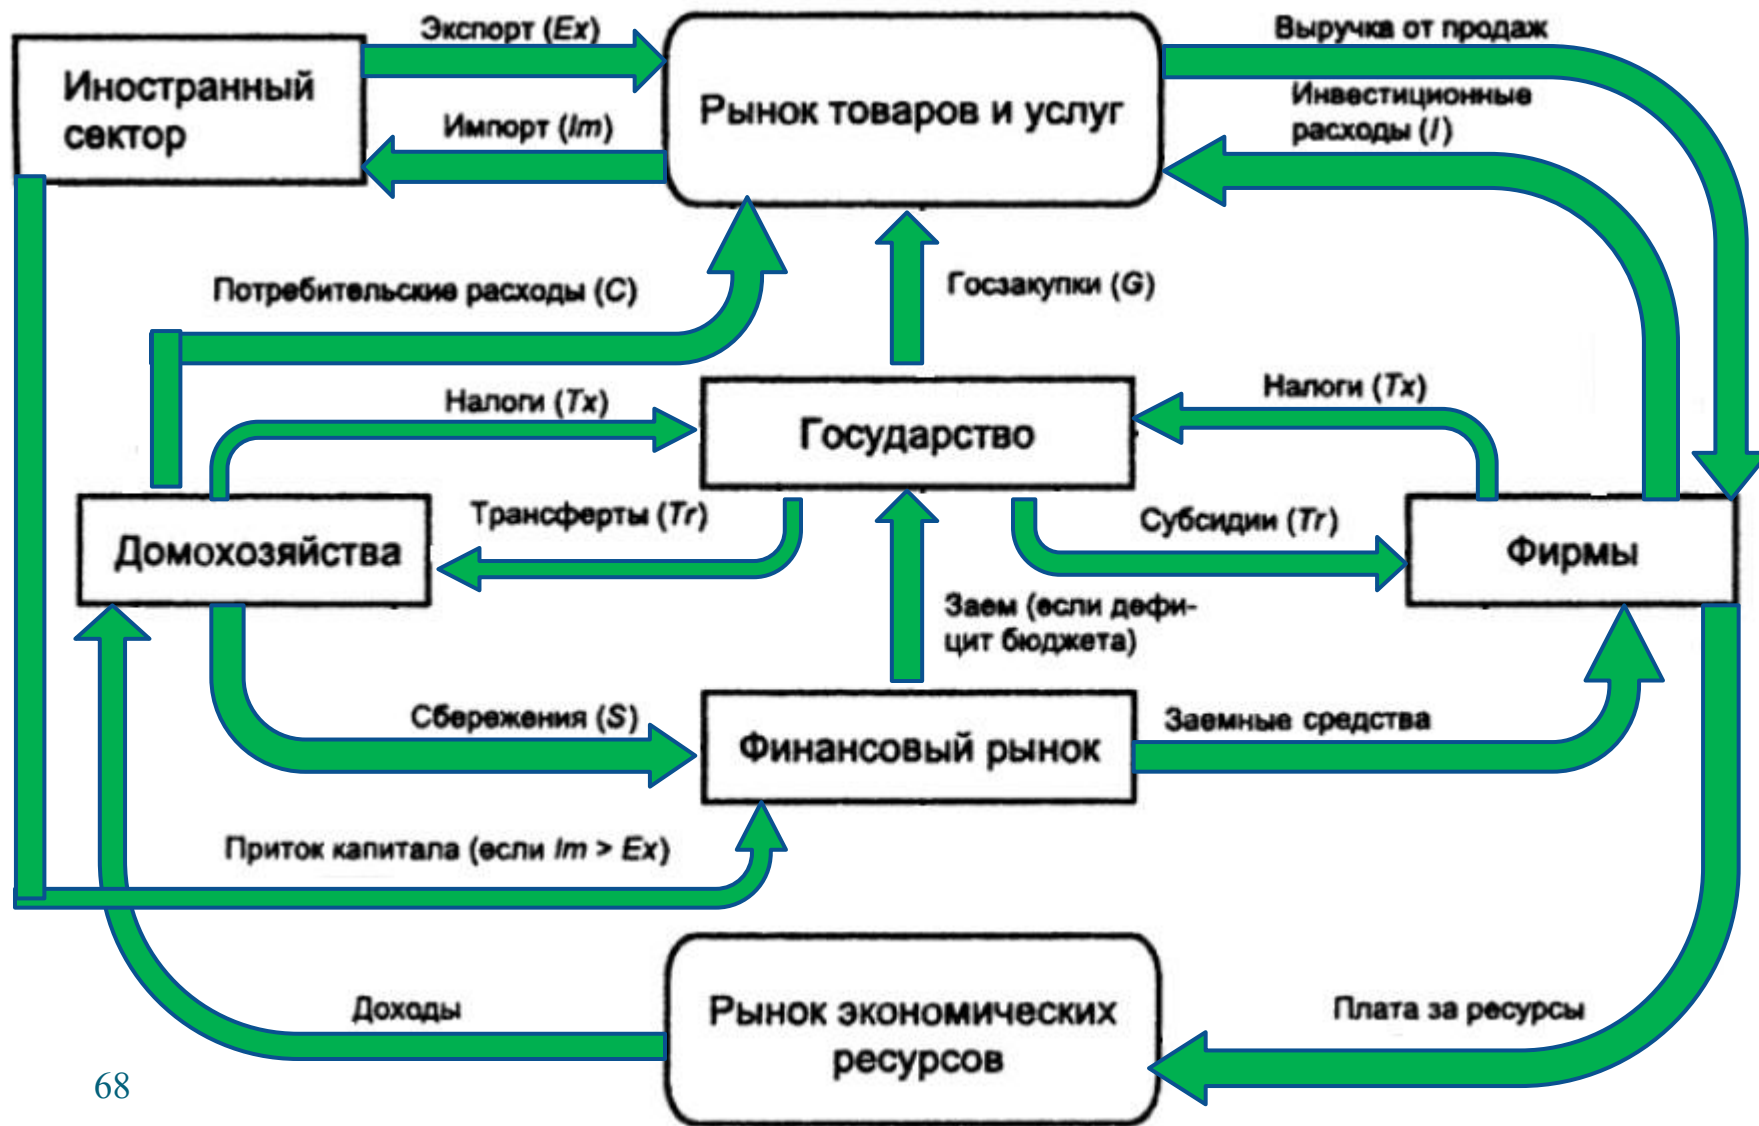 Экспорт (Ex)
Выручка от продаж
Иностранный
сектор
Рынок товаров и услуг
Инвестиционные
расходы (I)
Импорт (Im)
Потребительские расходы (C)
Госзакупки (G)
Налоги (Tx)
Государство
Налоги (Tx)
Трансферты (Tr)
Субсидии (Tr)
Домохозяйства
Фирмы
Заем (если дефи-
цит бюджета)
Сбережения (S)
Финансовый рынок
Заемные средства
Приток капитала (если Im > Ex)
Доходы
Рынок экономических
ресурсов
Плата за ресурсы
68